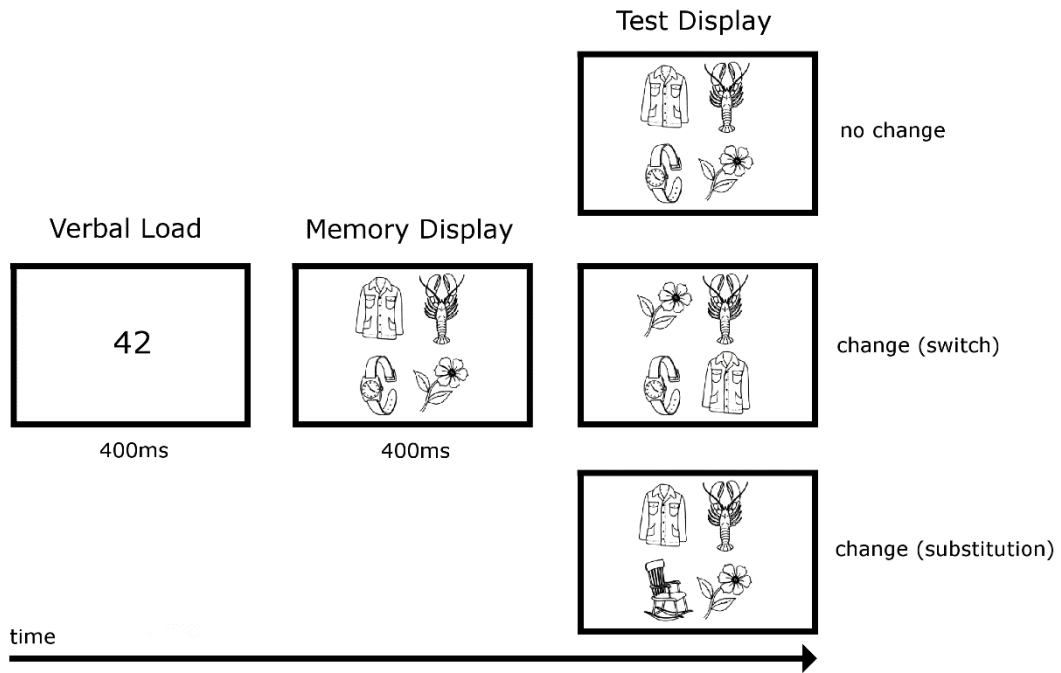 Test Display
no change
Verbal Load
Memory Display
42
change (switch)
400ms
400ms
change (substitution)
time